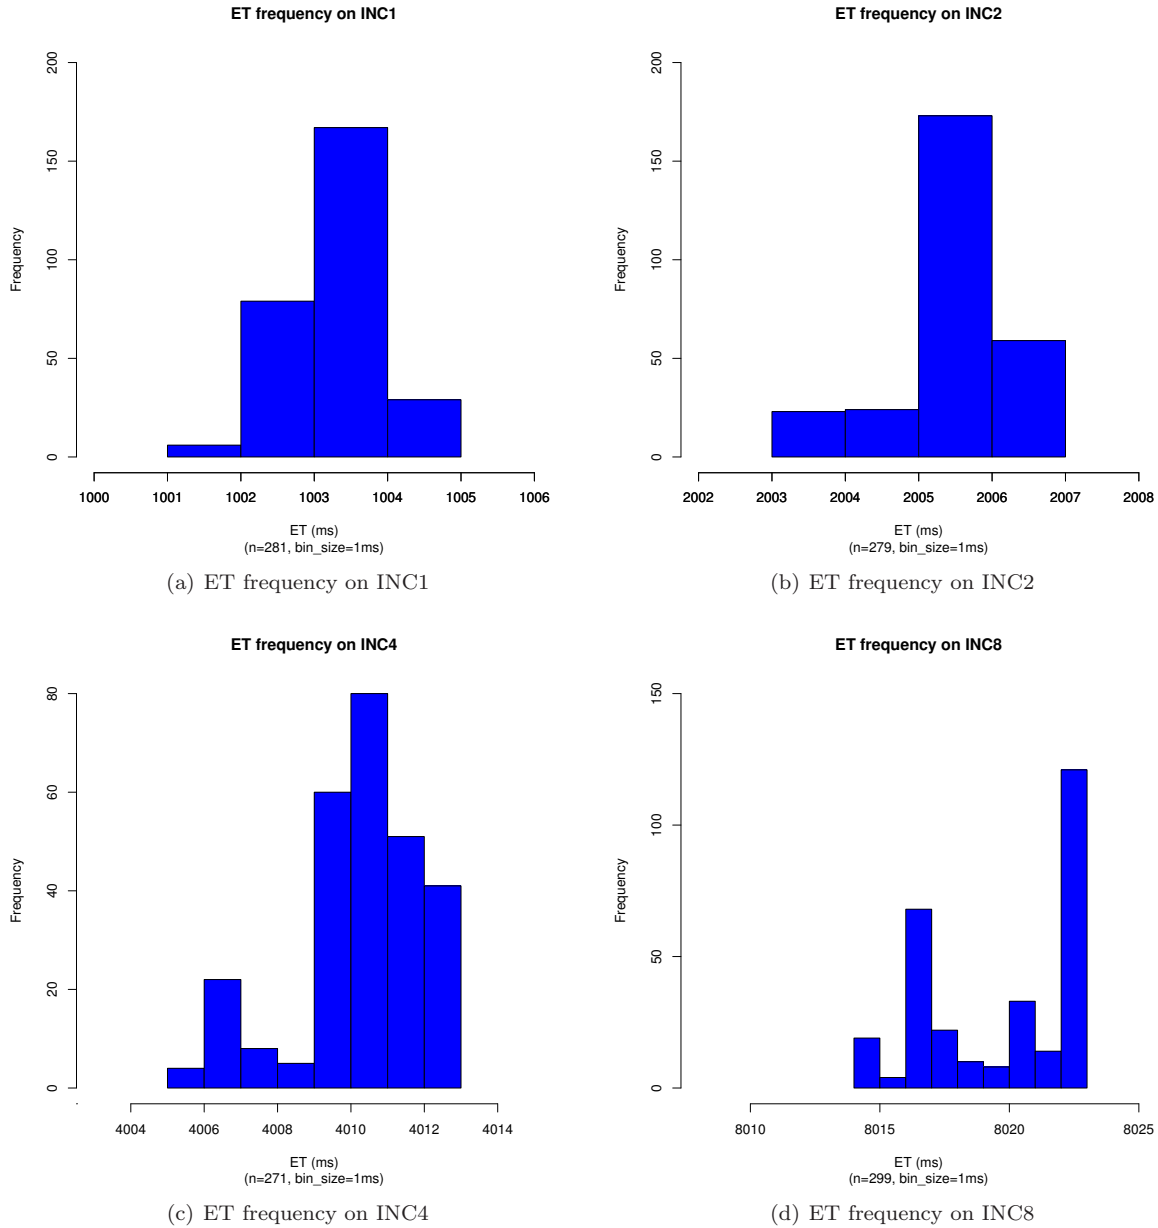 ET frequency on INC1
200
150
100
50
0
Frequency
1000 1001 1002 1003 1004 1005 1006
ET (ms)
(n=281, bin_size=1ms)
(a) ET frequency on INC1
ET frequency on INC2
200
150
100
50
0
Frequency
2002 2003 2004 2005 2006 2007 2008
ET (ms)
(n=279, bin_size=1ms)
(b) ET frequency on INC2
ET frequency on INC4
80
60
40
20
0
Frequency
4004 4006 4008 4010 4012 4014
ET (ms)
(n=271, bin_size=1ms)
(c) ET frequency on INC4
ET frequency on INC8
150
100
50
0
Frequency
8010 8015 8020 8025
ET (ms)
(n=299, bin_size=1ms)
(d) ET frequency on INC8